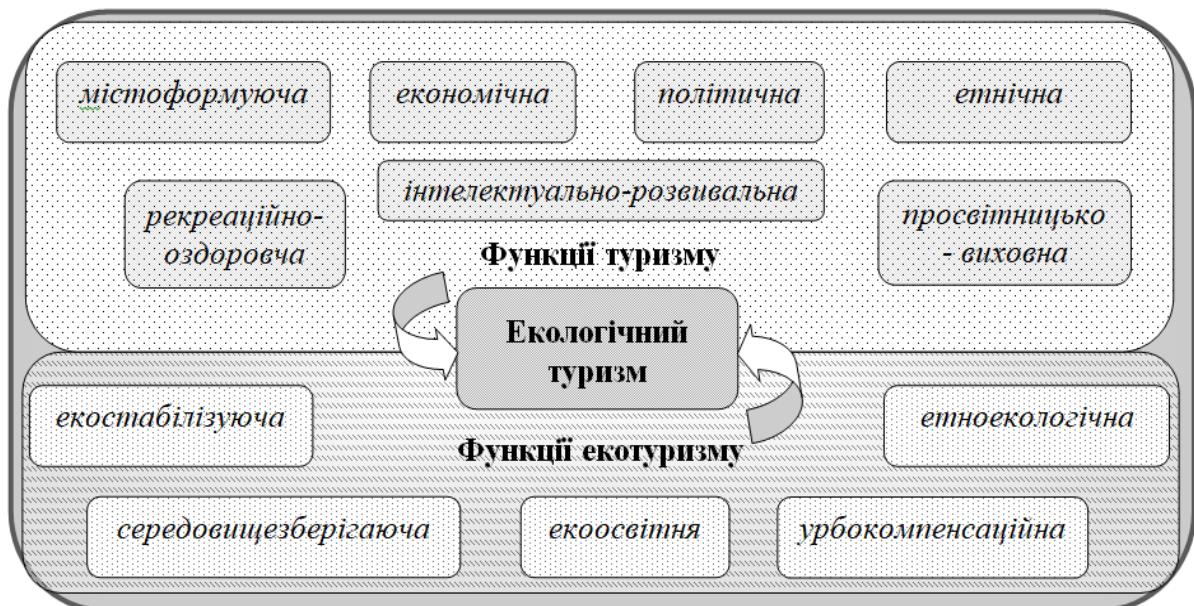 містоформуюча
економічна
політична
етнічна
інтелектуально-розвивальна
рекреаційно-
оздоровча
просвітницько
- виховна
Функції туризму
Екологічний
туризм
екостабілізуюча
етноекологічна
Функції екотуризму
середовищезберігаюча
екоосвітня
урбокомпенсаційна